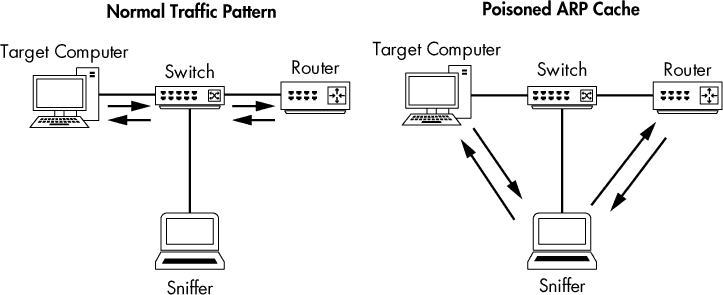 Normal Traffic Pattern
Target Computer
Switch
Router
Sniffer
Poisoned ARP Cache
Target Computer
Switch
Router
Sniffer